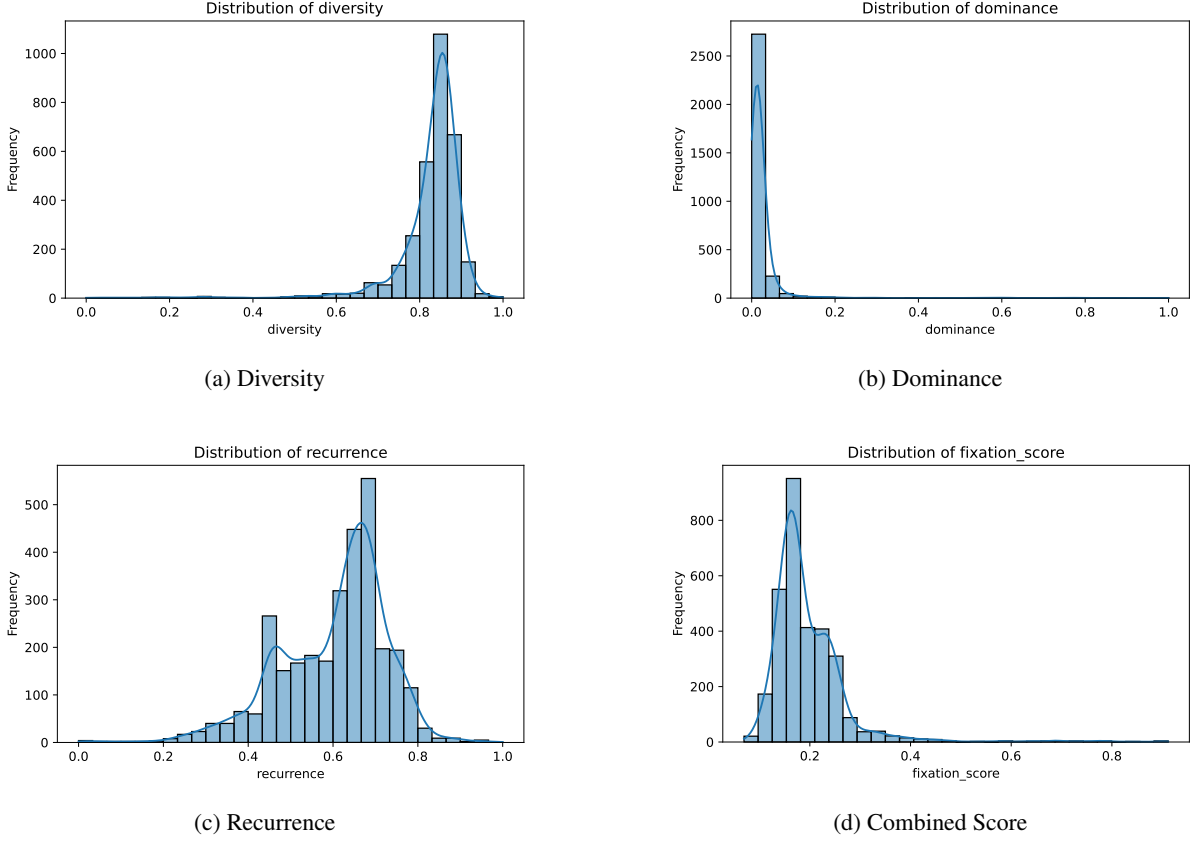 Distribution of diversity
1000
800
600
400
200
0
Frequency
0.0 0.2 0.4 0.6 0.8 1.0
diversity
(a) Diversity
Distribution of dominance
2500
2000
1500
1000
500
0
Frequency
0.0 0.2 0.4 0.6 0.8 1.0
dominance
(b) Dominance
Distribution of recurrence
500
400
300
200
100
0
Frequency
0.0 0.2 0.4 0.6 0.8 1.0
recurrence
(c) Recurrence
Distribution of fixation_score
800
600
400
200
0
Frequency
0.2 0.4 0.6 0.8
fixation_score
(d) Combined Score